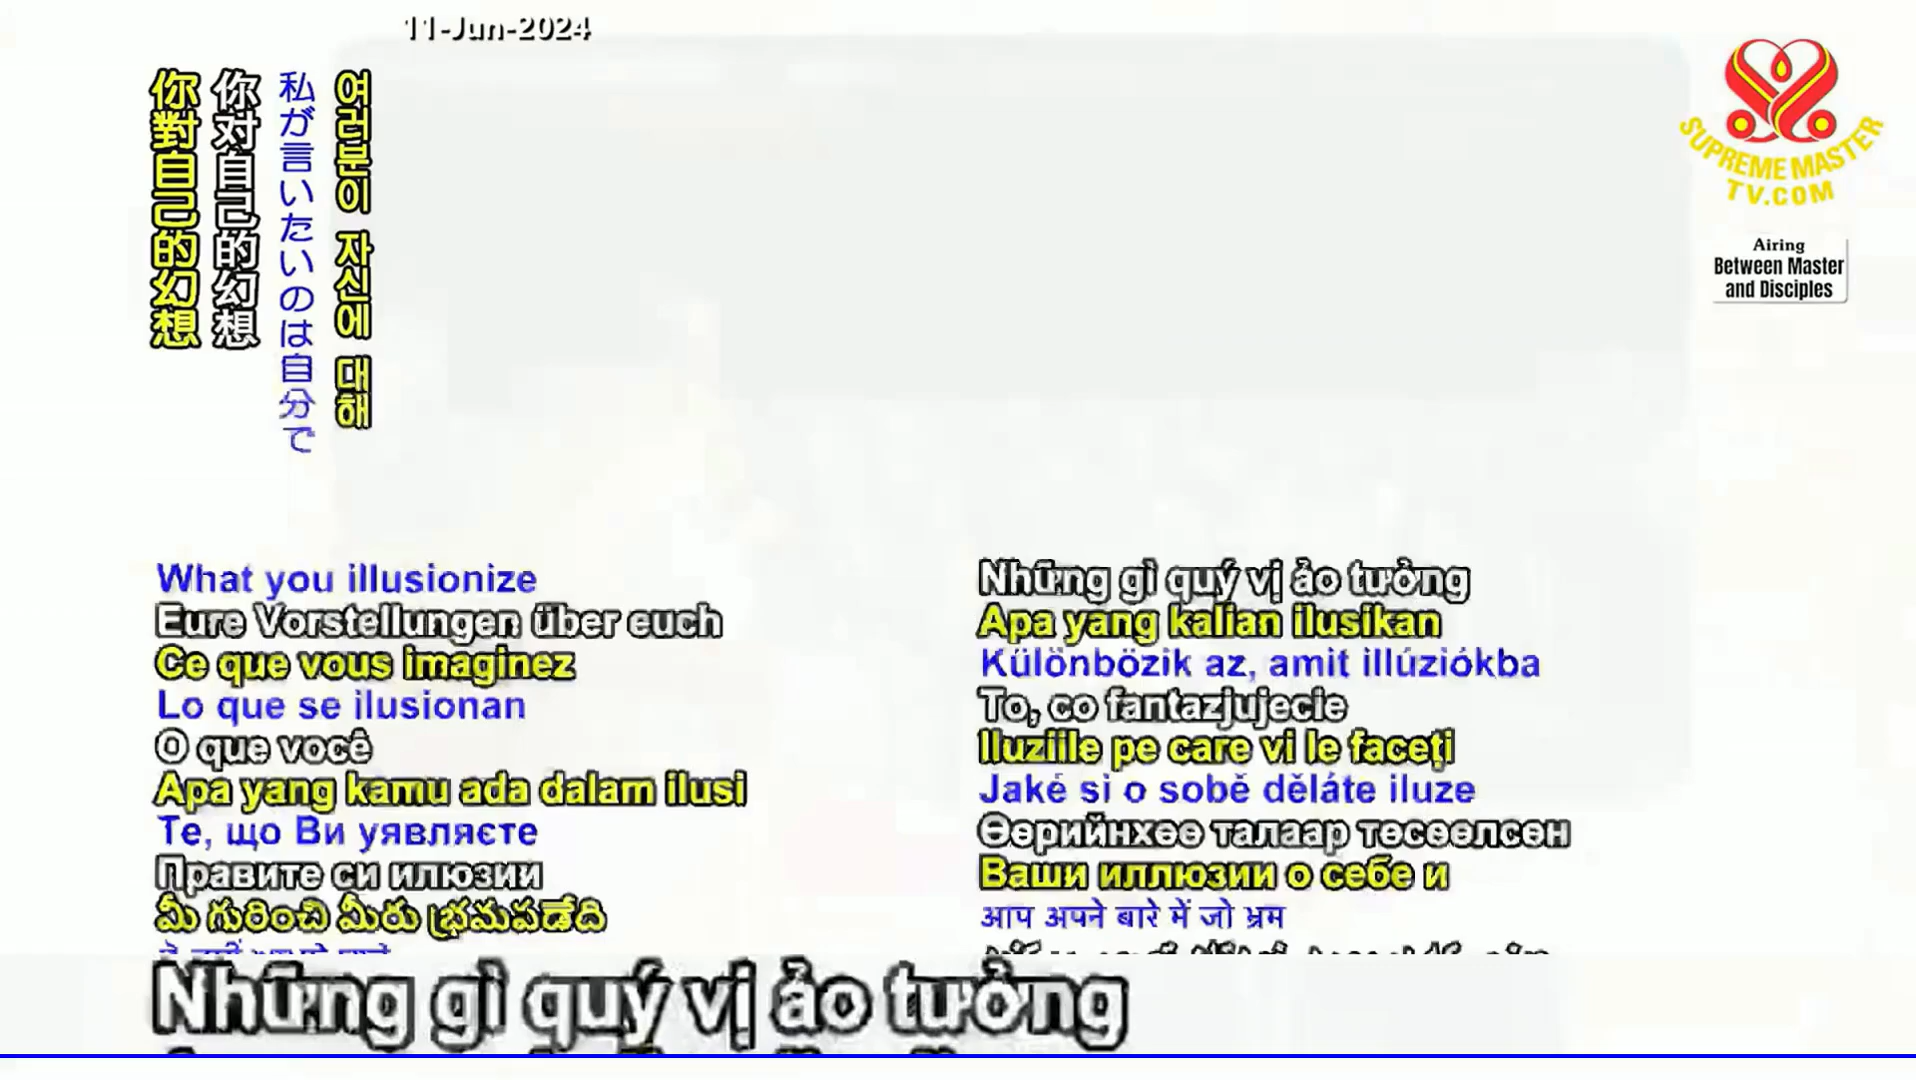 11-Jun-2024
여러분이 자신에 대해
私が言いたいのは自分で
你对自己的幻想
你對自己的幻想
SUPREME MASTER
TV.COM
Airing
Between Master
and Disciples
What you illusionize
Eure Vorstellungen über euch
Ce que vous imaginez
Lo que se ilusionan
O que você
Apa yang kamu ada dalam ilusi
Те, що Ви уявляєте
Правите си илюзии
మీ గురించి మీరు భ్రమపడేది
Những gì quý vị ảo tưởng
Apa yang kalian ilusikan
Különbözik az, amit illúziókba
To, co fantazjujecie
Iluziile pe care vi le faceți
Jaké si o sobě děláte iluze
Өөрийнхөө талаар төсөөлсөн
Ваши иллюзии о себе и
आप अपने बारे में जो भ्रम
Những gì quý vị ảo tưởng